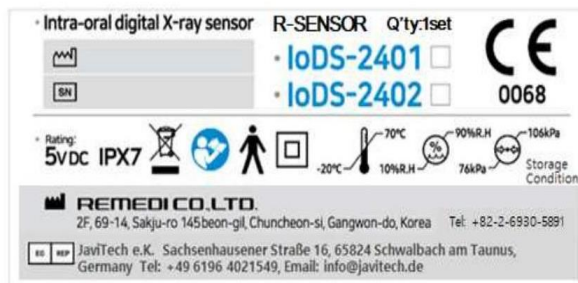 · Intra-oral digital X-ray sensor R-SENSOR Q'ty:1set
· IoDS-2401
SN
· IoDS-2402
CE
0068
· Rating:
5VDC IPX7
-20℃ 70℃
10%R.H % 90%R.H
76kPa 106kPa
Storage
Condition
REMEDI CO.,LTD.
2F, 69-14, Sakju-ro 145beon-gil, Chuncheon-si, Gangwon-do, Korea Tel: +82-2-6930-5891
EC REP JaviTech e.K. Sachsenhausener Straße 16, 65824 Schwalbach am Taunus,
Germany Tel: +49 6196 4021549, Email: info@javitech.de